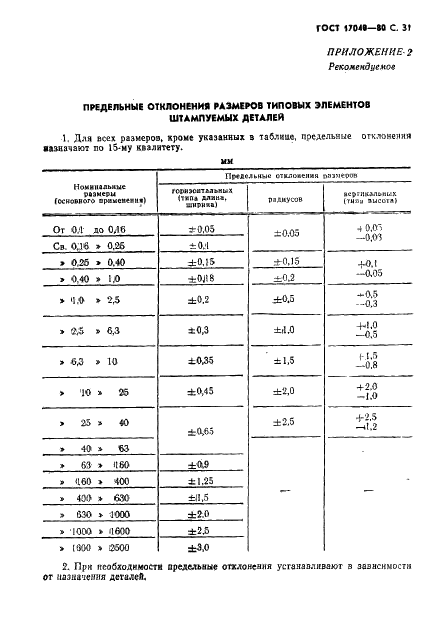 ГОСТ 17040—80 С. 31
ПРИЛОЖЕНИЕ 2
Рекомендуемое
ПРЕДЕЛЬНЫЕ ОТКЛОНЕНИЯ РАЗМЕРОВ ТИПОВЫХ ЭЛЕМЕНТОВ
ШТАМПУЕМЫХ ДЕТАЛЕЙ
1. Для всех размеров, кроме указанных в таблице, предельные отклонения
назначают по 15-му квалитету.
мм
Номинальные размеры (основного применения)
Предельные отклонения размеров
горизонтальных (типа длина, ширина)
радиусов
вертикальных (типа высота)
От 0,1 до 0,16 ±0,05 ±0.05 +0,05 —0,03
Св. 0,16 » 0,25 ±0,1
» 0,25 » 0,40 ±0,15 ±0,15 +0,1 —0,05
» 0,40 » 1,0 ±0,18 ±0,2
» 1,0 » 2,5 ±0,2 ±0,5 +0,5 —0,3
» 2,5 » 6,3 ±0,3 ±1,0 +1,0 —0,5
» 6,3 » 10 ±0,35 ±1,5 +1,5 —0,8
» 10 » 25 ±0,45 ±2,0 +2,0 —1,0
» 25 » 40 ±0,65 ±2,5 +2,5 —1,2
» 40 » 63
» 63 » 160 ±0,9 — —
» 160 » 400 ±1,25
» 400 » 630 ±1,5
» 630 » 1000 ±2,0
» 1000 » 1600 ±2,5
» 1600 » 2500 ±3,0
2. При необходимости предельные отклонения устанавливают в зависимости
от назначения деталей.